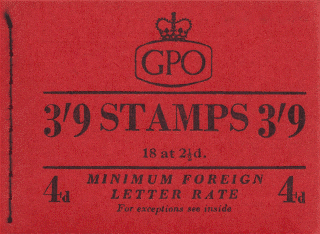 GPO
3'9 STAMPS 3'9
18 at 2½d.
4d MINIMUM FOREIGN 4d
LETTER RATE
For exceptions see inside